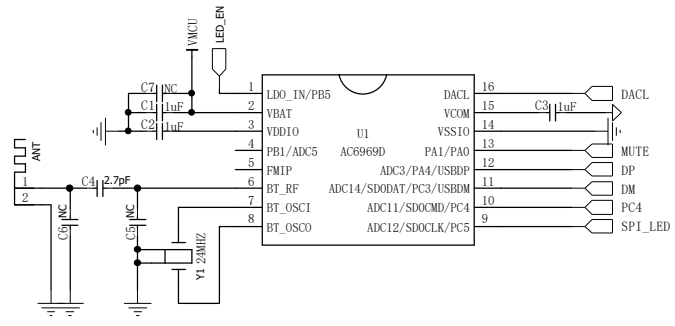 LED_EN
VMCU
C7 NC
C1 1uF
C2 1uF
1 LDO_IN/PB5
2 VBAT
3 VDDIO
4 PB1/ADC5
5 FMIP
6 BT_RF
7 BT_OSCI
8 BT_OSCO
U1
AC6969D
DACL 16
VCOM 15
VSSIO 14
PA1/PA0 13
ADC3/PA4/USBDP 12
ADC14/SD0DAT/PC3/USBDM 11
ADC11/SD0CMD/PC4 10
ADC12/SD0CLK/PC5 9
C3 1uF
DACL
MUTE
DP
DM
PC4
SPI_LED
ANT
1
2
C4 2.7pF
C6 NC
C5 NC
Y1 24MHZ